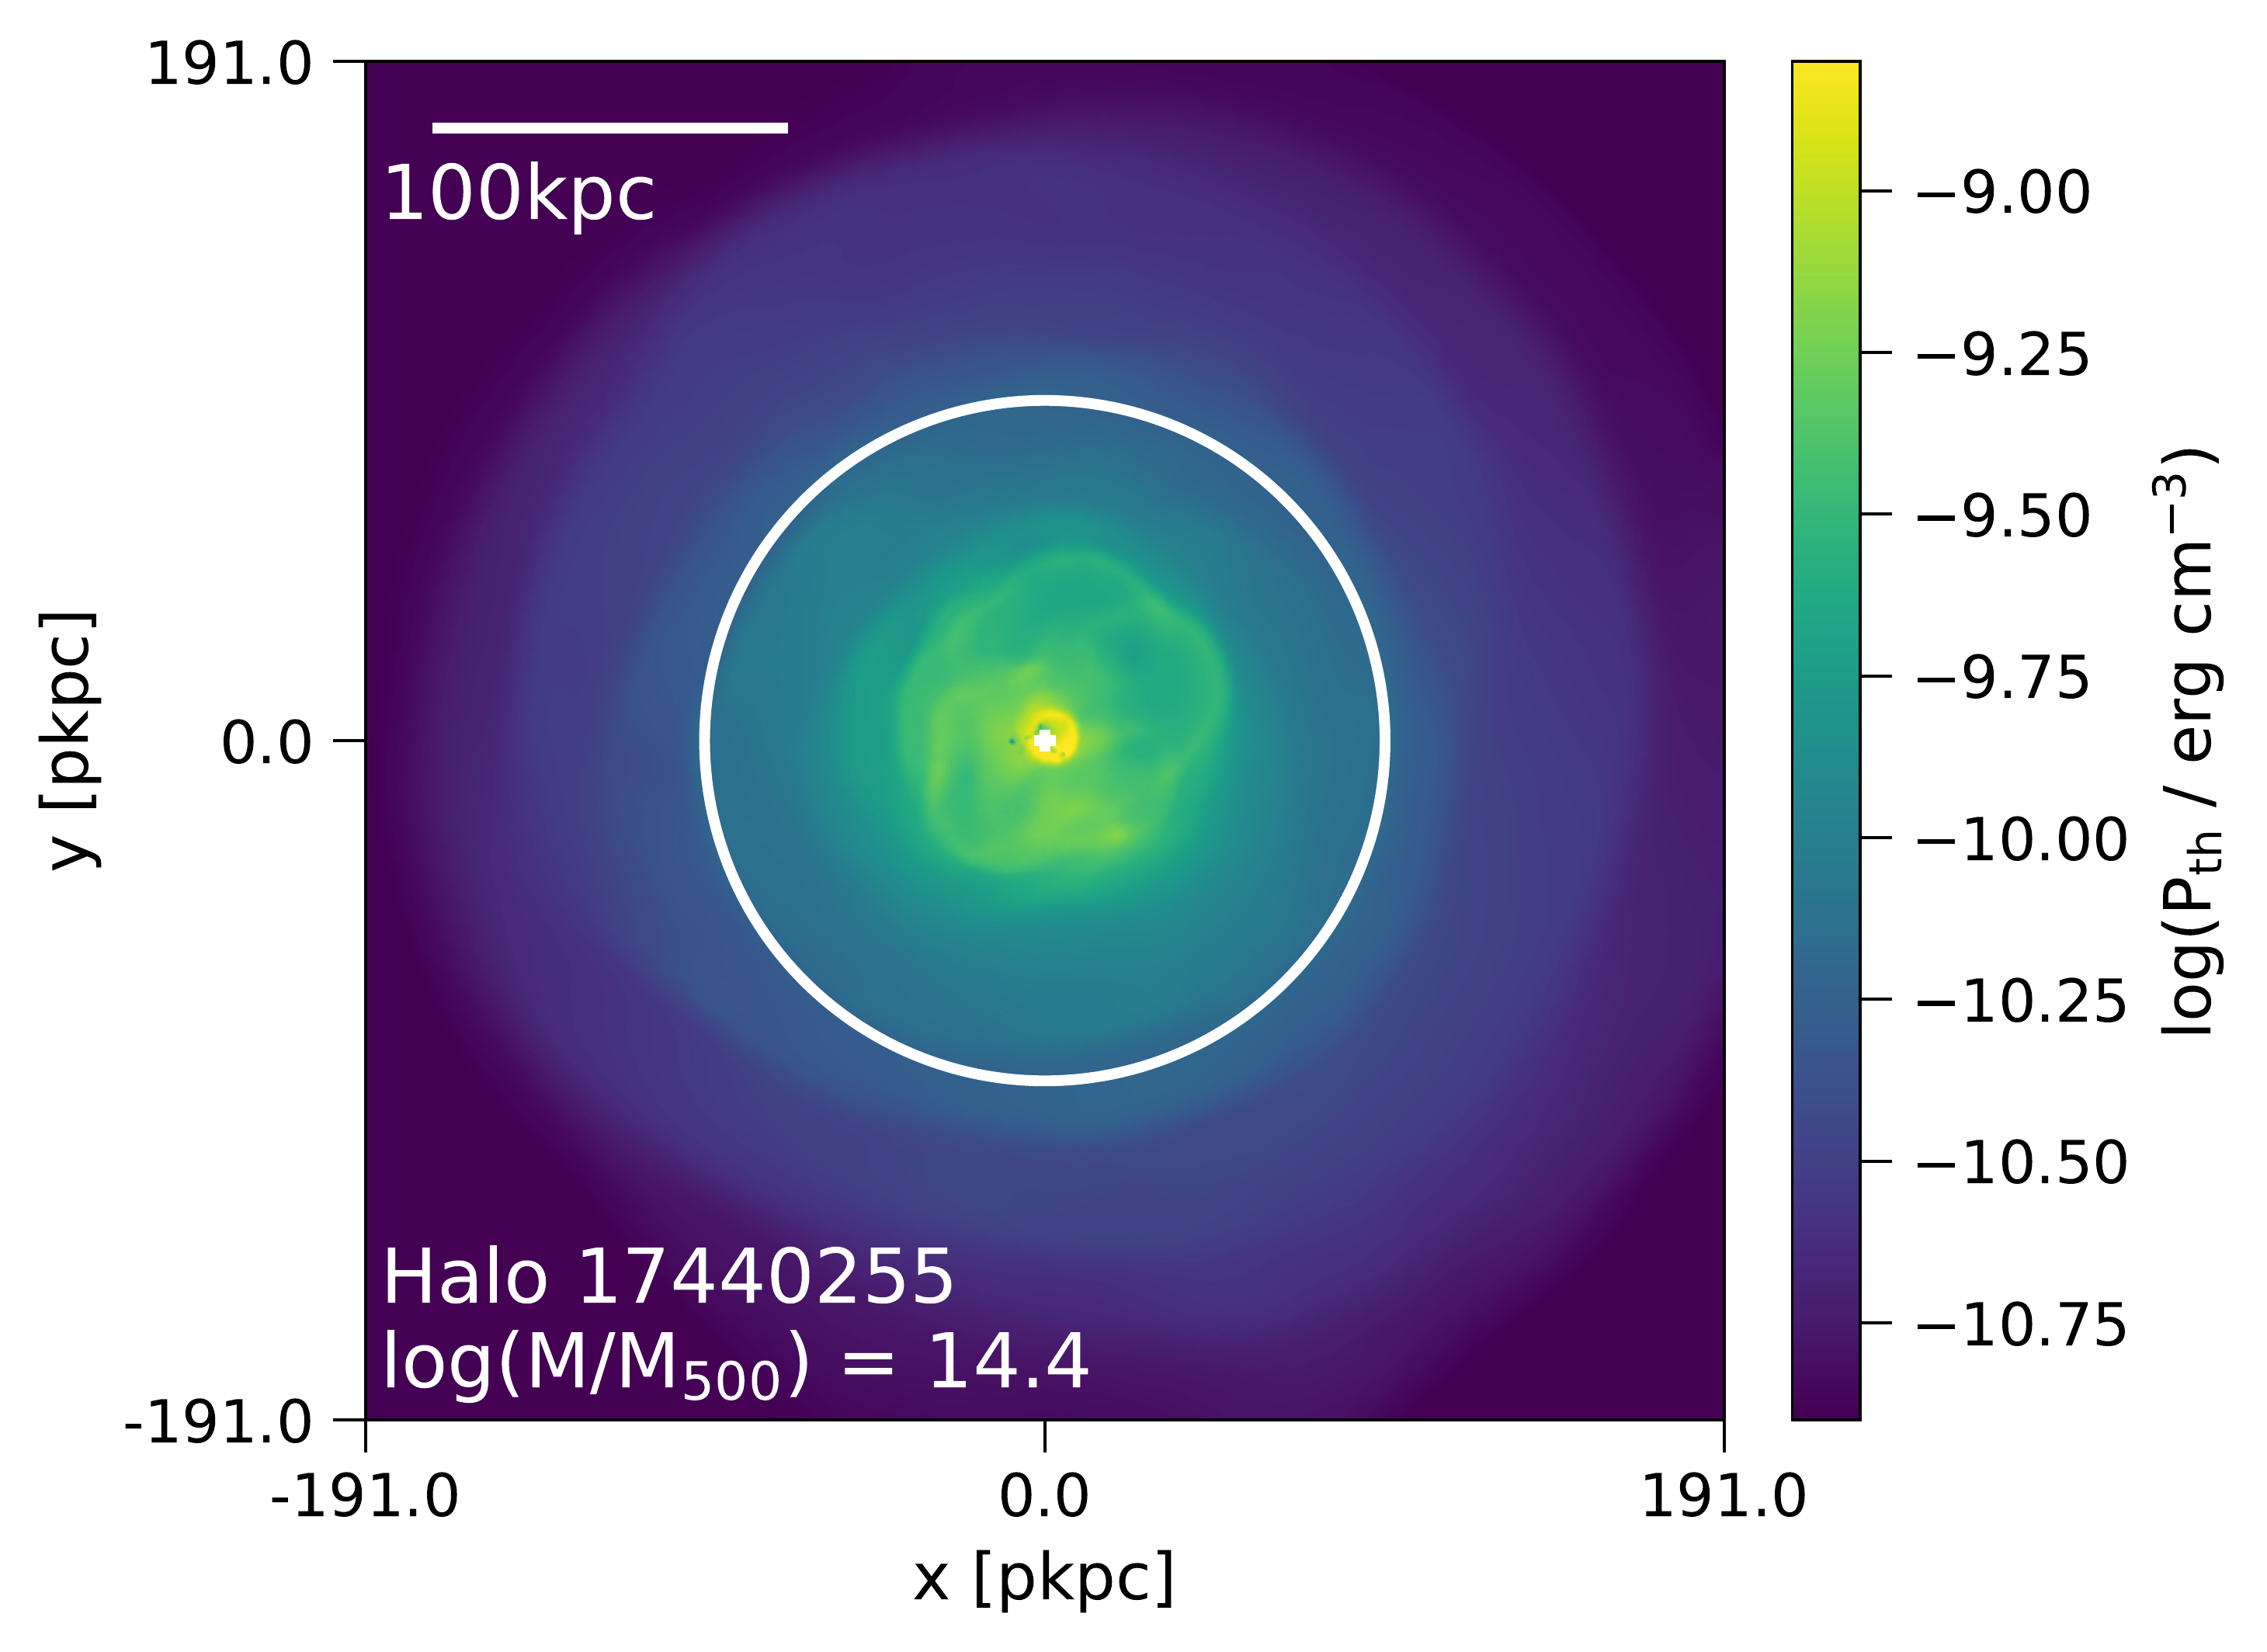 191.0
100kpc
0.0
-191.0
y [pkpc]
Halo 17440255
log(M/M₅₀₀) = 14.4
-191.0
0.0
191.0
x [pkpc]
−9.00
−9.25
−9.50
−9.75
−10.00
−10.25
−10.50
−10.75
log(Pₜₕ / erg cm⁻³)